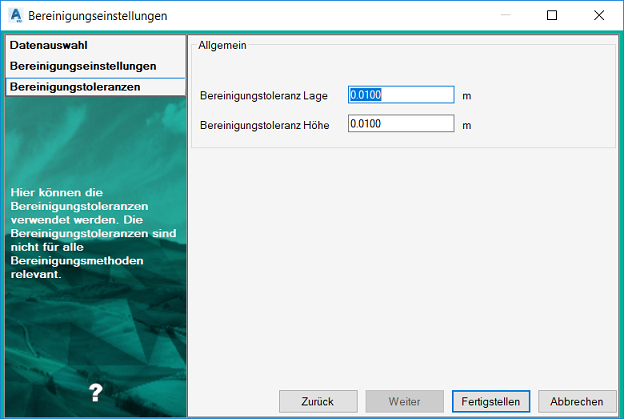 Bereinigungseinstellungen
Datenauswahl
Bereinigungseinstellungen
Bereinigungstoleranzen
Hier können die
Bereinigungstoleranzen
verwendet werden. Die
Bereinigungstoleranzen sind
nicht für alle
Bereinigungsmethoden
relevant.
?
Allgemein
Bereinigungstoleranz Lage 0.0100 m
Bereinigungstoleranz Höhe 0.0100 m
Zurück Weiter Fertigstellen Abbrechen